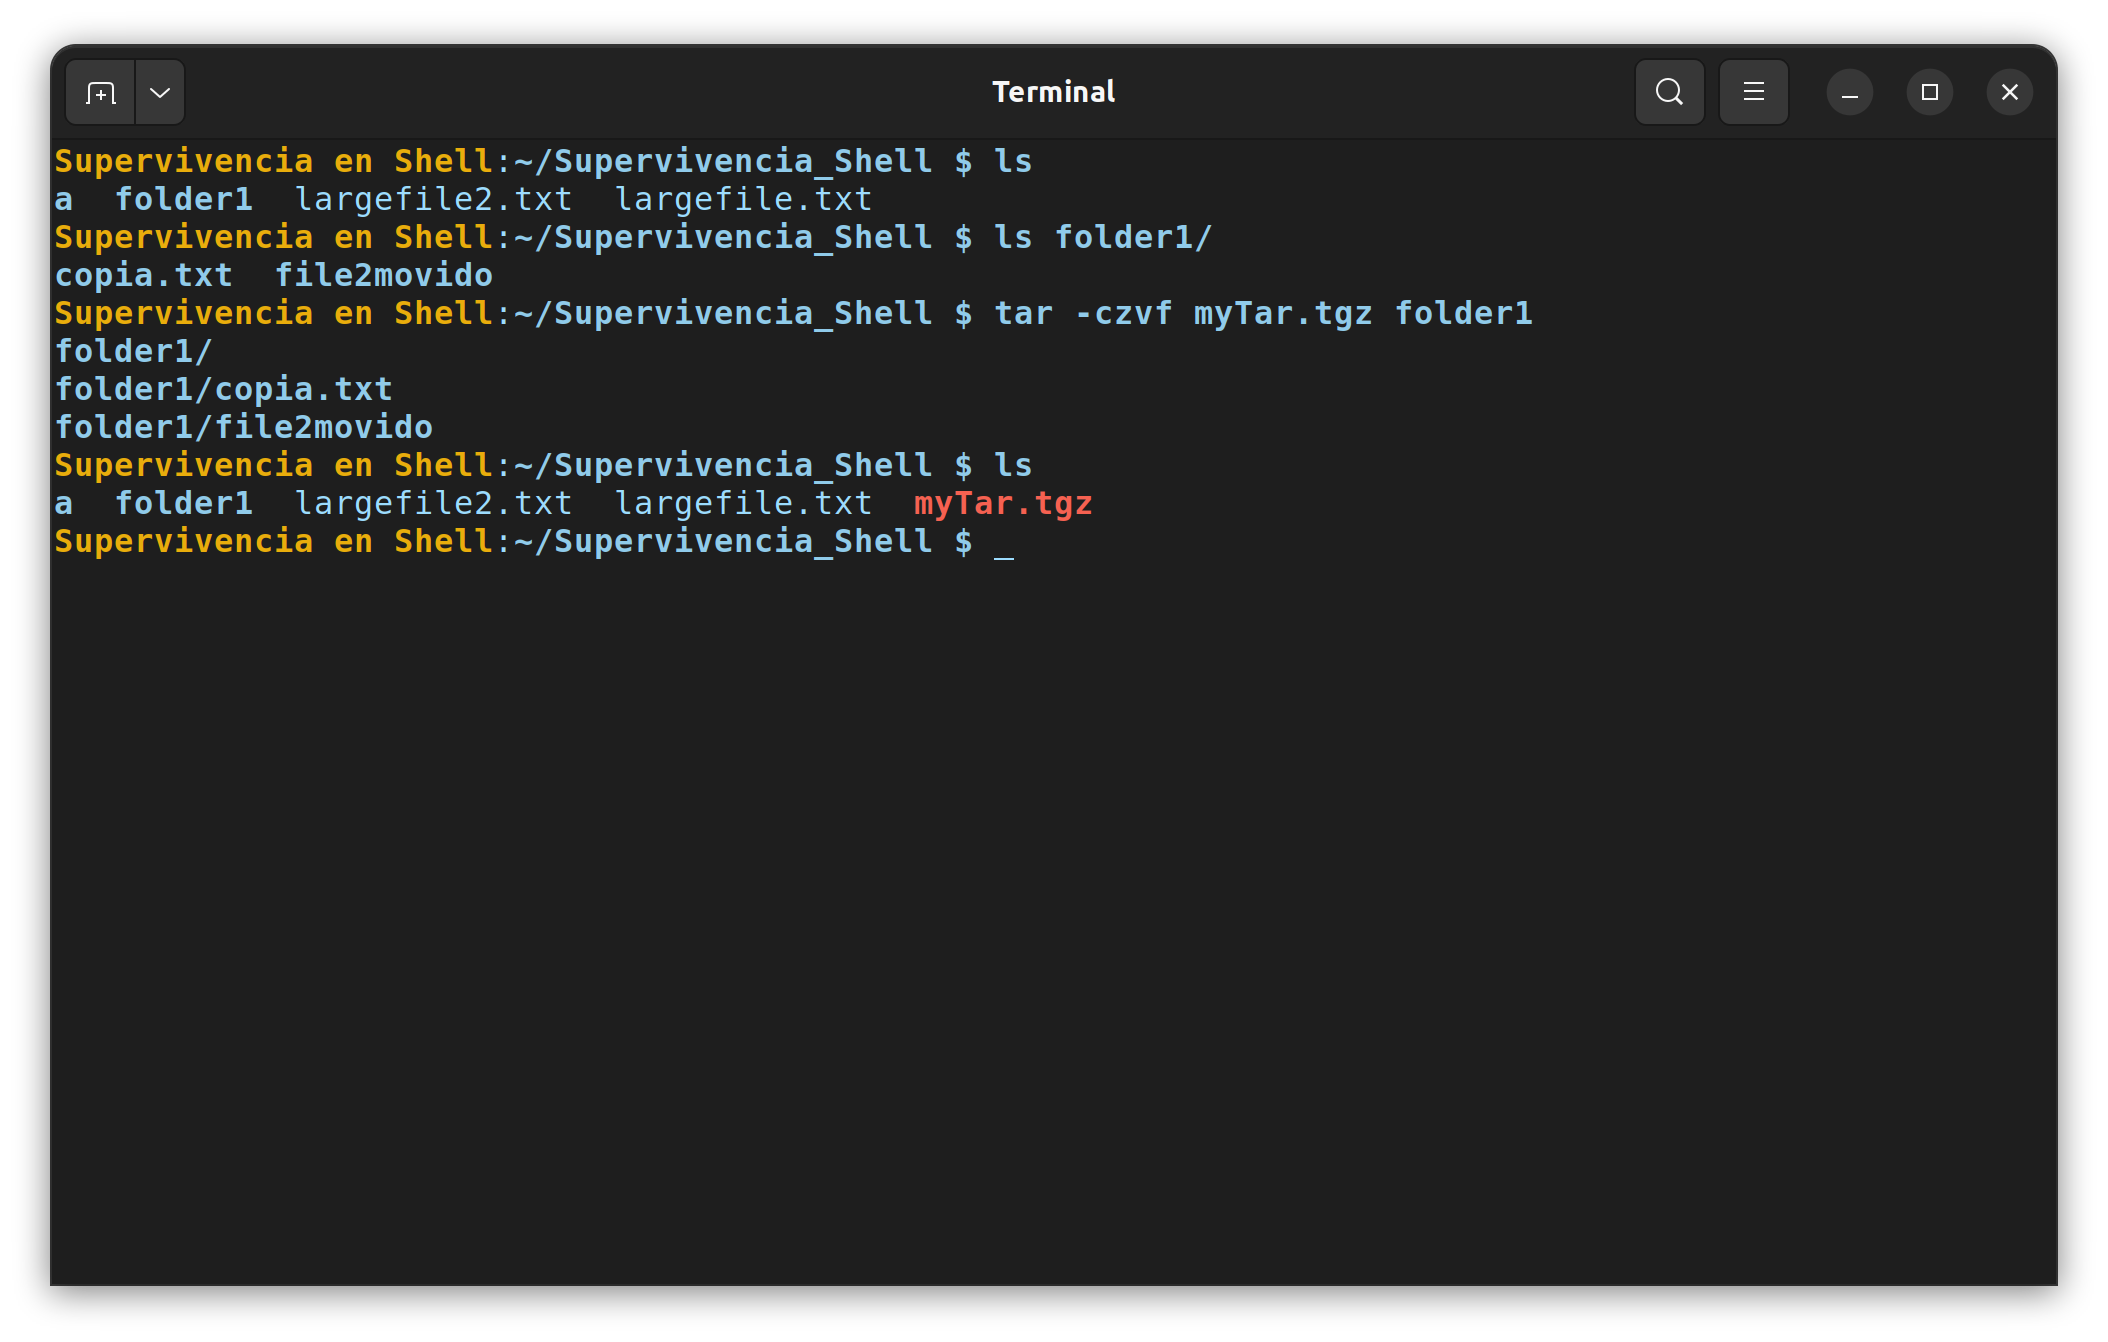 Terminal
Supervivencia en Shell:~/Supervivencia_Shell $ ls
a  folder1  largefile2.txt  largefile.txt
Supervivencia en Shell:~/Supervivencia_Shell $ ls folder1/
copia.txt  file2movido
Supervivencia en Shell:~/Supervivencia_Shell $ tar -czvf myTar.tgz folder1
folder1/
folder1/copia.txt
folder1/file2movido
Supervivencia en Shell:~/Supervivencia_Shell $ ls
a  folder1  largefile2.txt  largefile.txt  myTar.tgz
Supervivencia en Shell:~/Supervivencia_Shell $ _